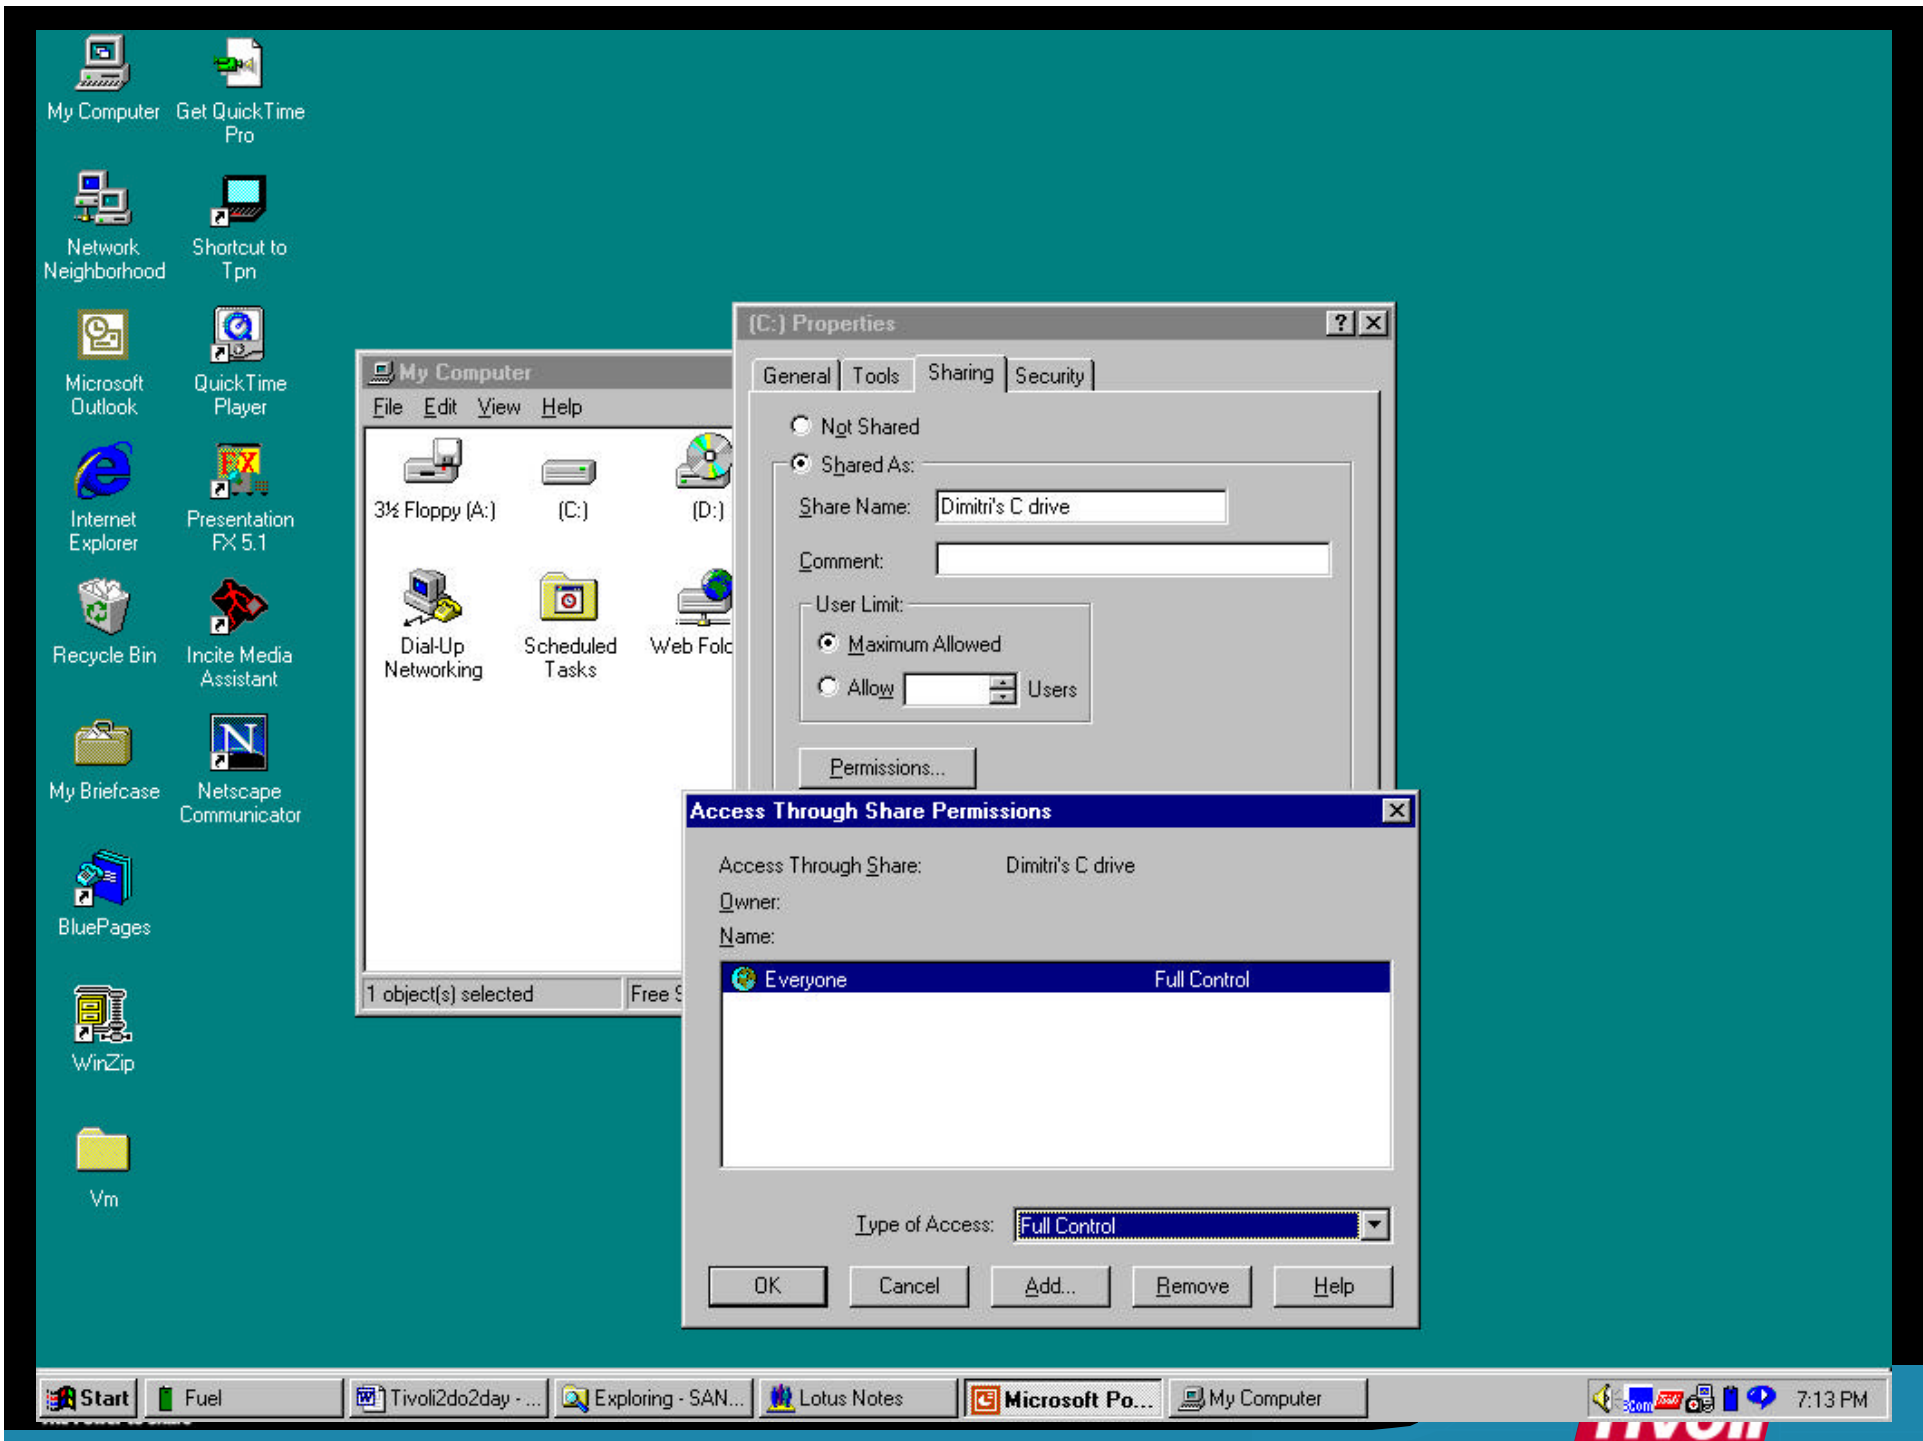 My Computer
Get QuickTime
Pro
Network
Neighborhood
Shortcut to
Tpn
Microsoft
Outlook
QuickTime
Player
Internet
Explorer
Presentation
FX 5.1
Recycle Bin
Incite Media
Assistant
My Briefcase
Netscape
Communicator
BluePages
WinZip
Vm
My Computer
File Edit View Help
3½ Floppy (A:)
(C:)
(D:)
Dial-Up
Networking
Scheduled
Tasks
Web Fold
1 object(s) selected
Free S
(C:) Properties
General Tools Sharing Security
Not Shared
Shared As:
Share Name: Dimitri's C drive
Comment:
User Limit:
Maximum Allowed
Allow Users
Permissions...
Access Through Share Permissions
Access Through Share: Dimitri's C drive
Owner:
Name:
Everyone Full Control
Type of Access: Full Control
OK Cancel Add... Remove Help
Start Fuel Tivoli2do2day - ... Exploring - SAN... Lotus Notes Microsoft Po... My Computer 3Com 7:13 PM
Tivoli